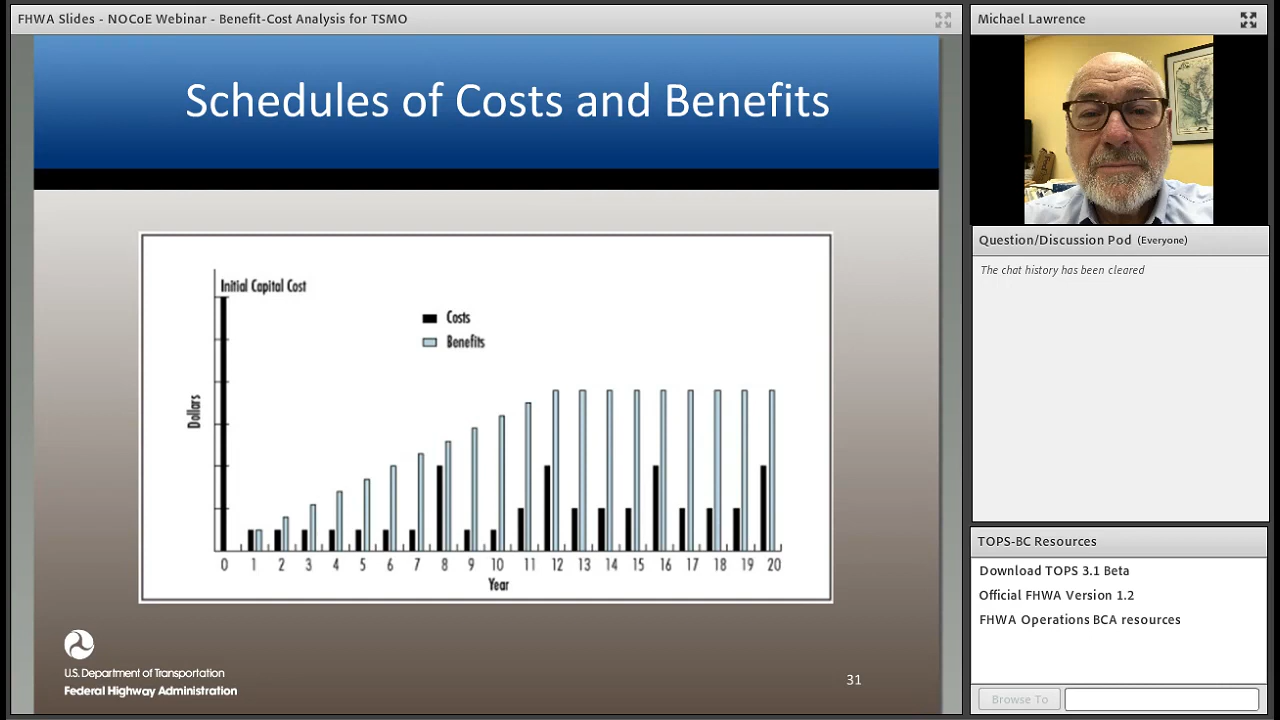 FHWA Slides - NOCoE Webinar - Benefit-Cost Analysis for TSMO
Schedules of Costs and Benefits
Initial Capital Cost
Costs
Benefits
Dollars
0 1 2 3 4 5 6 7 8 9 10 11 12 13 14 15 16 17 18 19 20
Year
U.S. Department of Transportation
Federal Highway Administration
31
Michael Lawrence
Question/Discussion Pod (Everyone)
The chat history has been cleared
TOPS-BC Resources
Download TOPS 3.1 Beta
Official FHWA Version 1.2
FHWA Operations BCA resources
Browse To